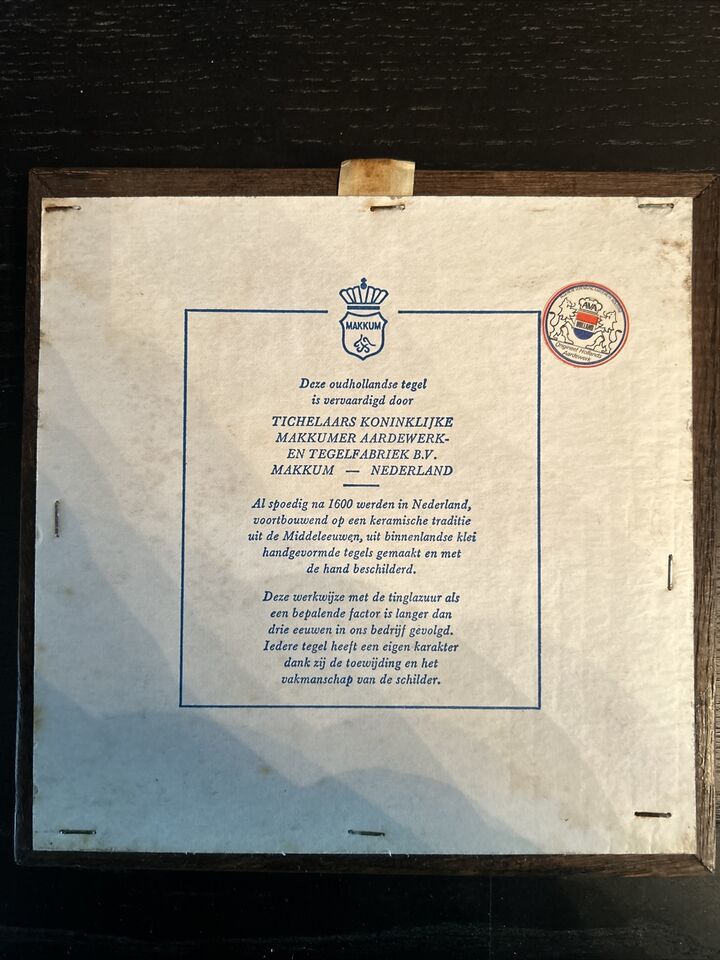 MAKKUM
Deze oudhollandse tegel
is vervaardigd door
TICHELAARS KONINKLIJKE
MAKKUMER AARDEWERK-
EN TEGELFABRIEK B.V.
MAKKUM — NEDERLAND
Al spoedig na 1600 werden in Nederland,
voortbouwend op een keramische traditie
uit de Middeleeuwen, uit binnenlandse klei
handgevormde tegels gemaakt en met
de hand beschilderd.
Deze werkwijze met de tinglazuur als
een bepalende factor is langer dan
drie eeuwen in ons bedrijf gevolgd.
Iedere tegel heeft een eigen karakter
dank zij de toewijding en het
vakmanschap van de schilder.
AVA
HOLLAND
Origineel Hollands
Aardewerk